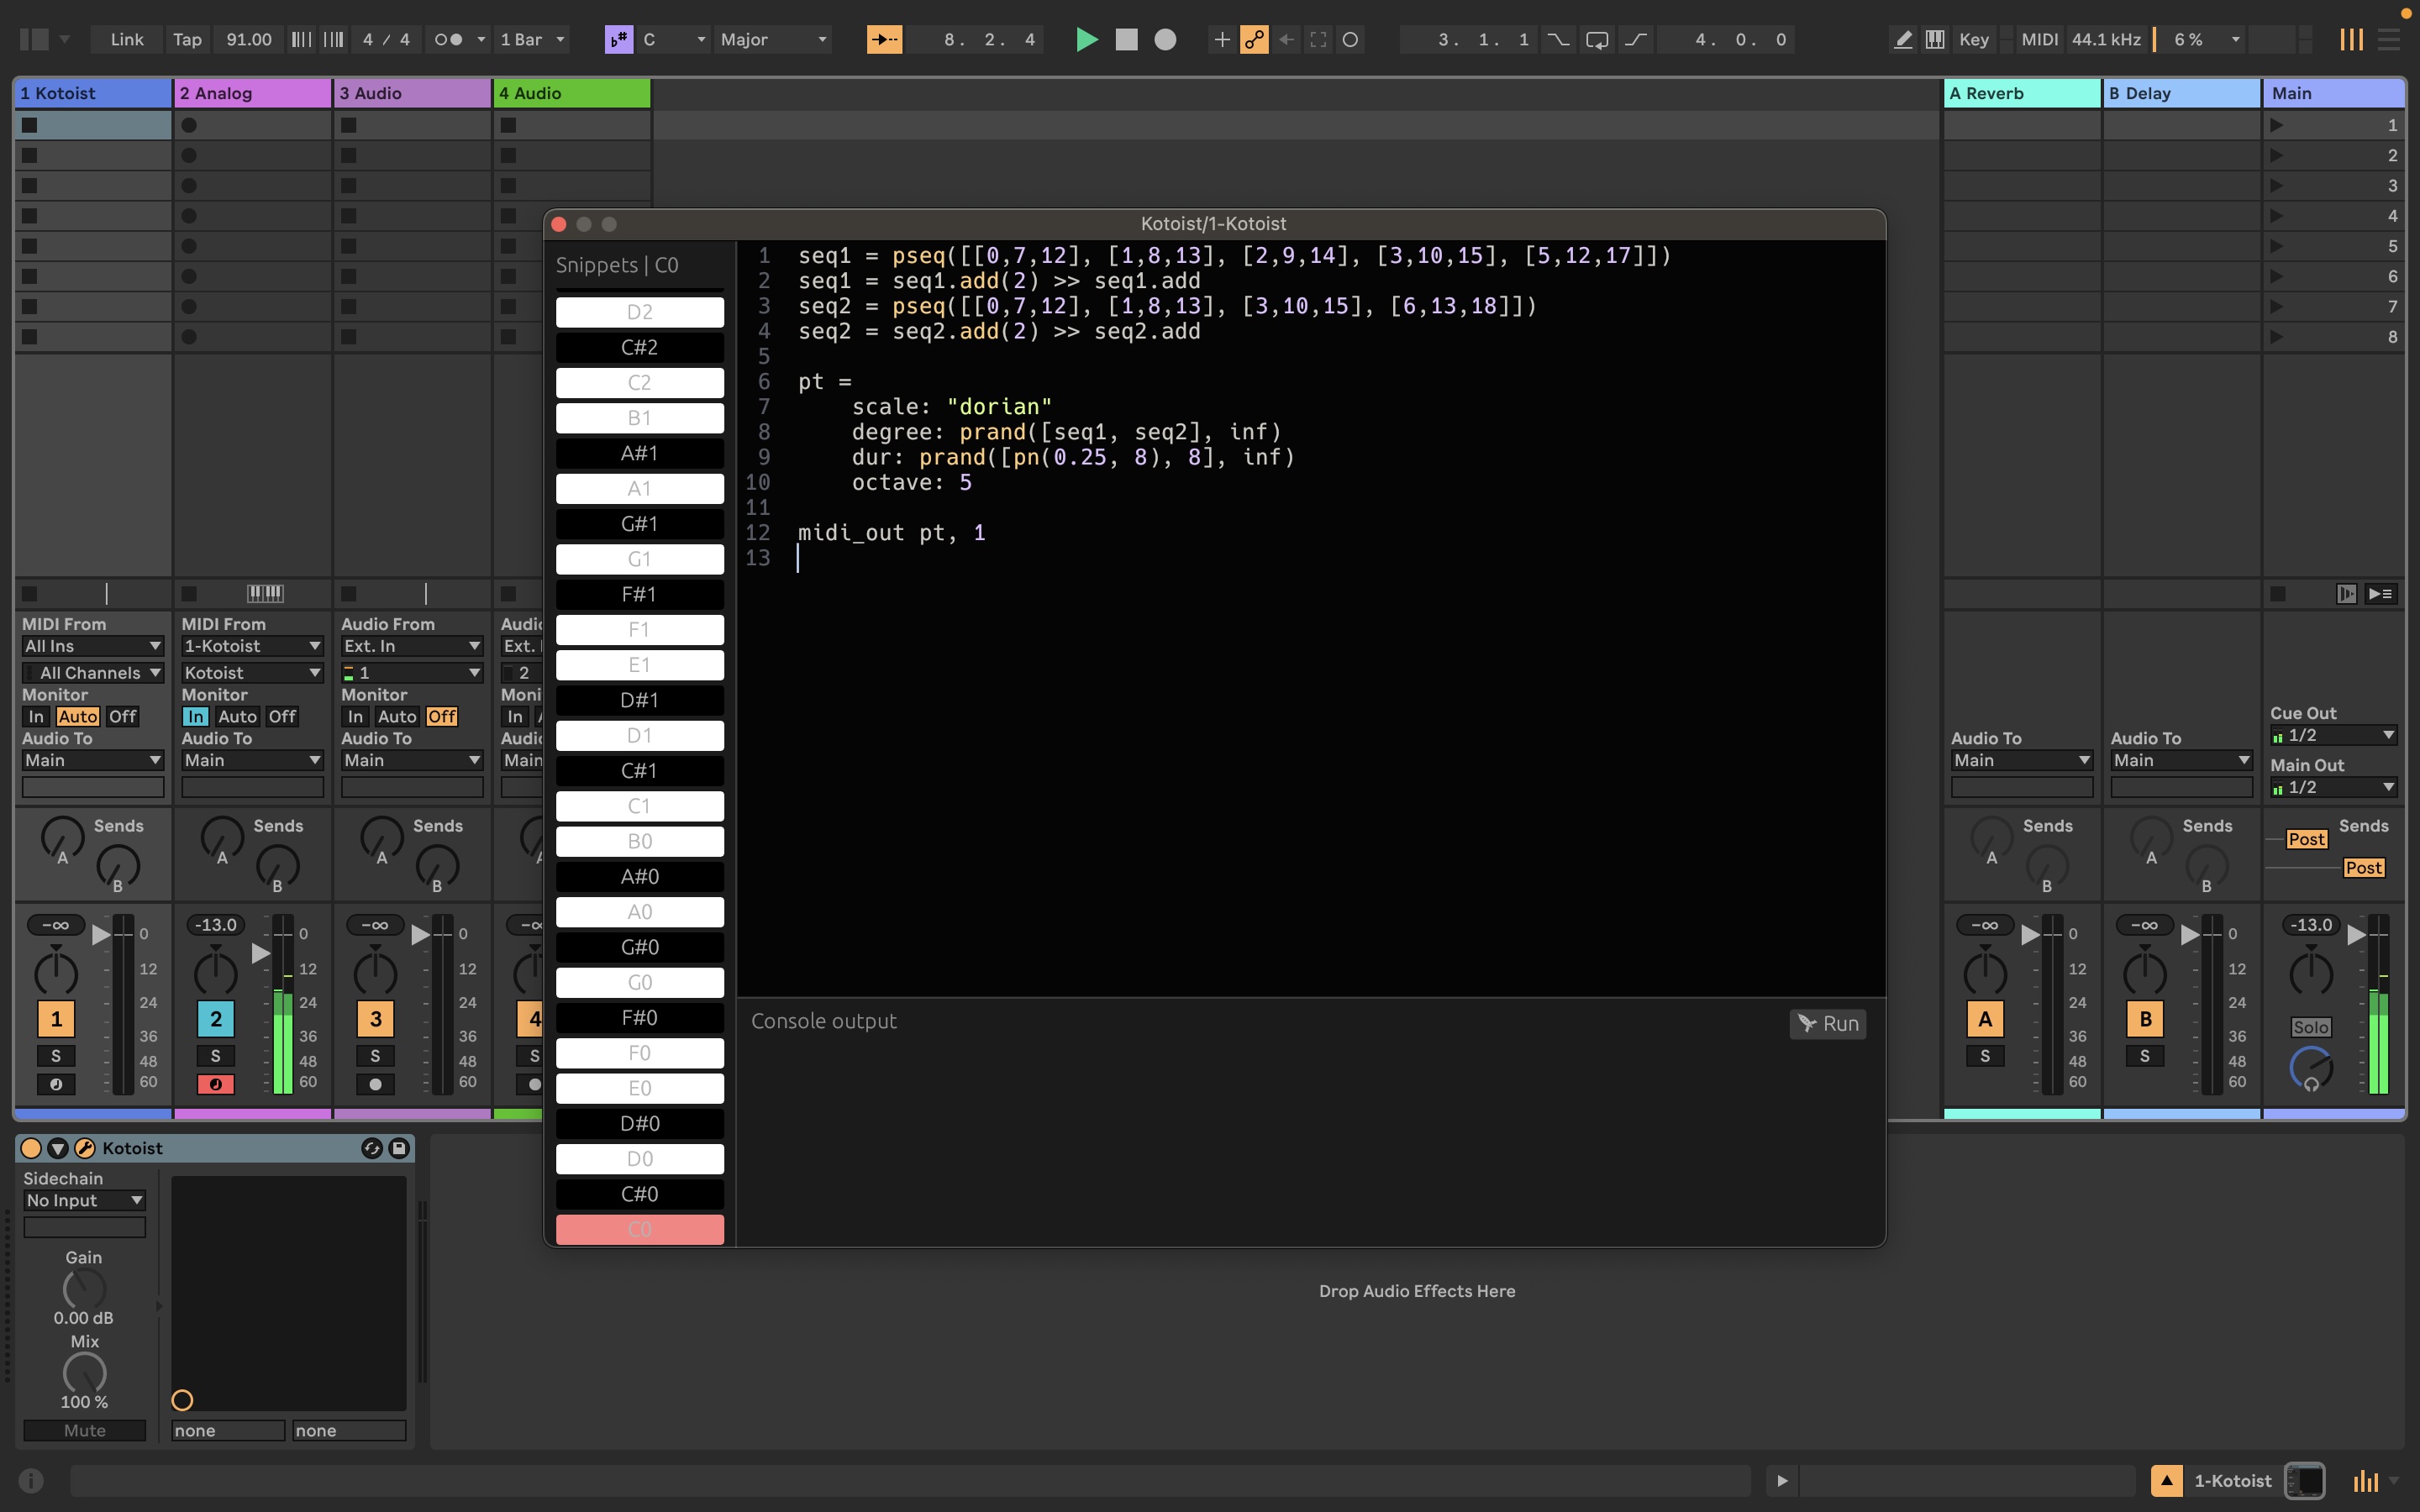 Link Tap 91.00 4 / 4 1 Bar C Major 8. 2. 4 3. 1. 1 4. 0. 0 Key MIDI 44.1 kHz 6 %
1 Kotoist 2 Analog 3 Audio 4 Audio A Reverb B Delay Main
1
2
3
4
5
6
7
8
Kotoist/1-Kotoist
Snippets | C0
D2
C#2
C2
B1
A#1
A1
G#1
G1
F#1
F1
E1
D#1
D1
C#1
C1
B0
A#0
A0
G#0
G0
F#0
F0
E0
D#0
D0
C#0
C0
1 seq1 = pseq([[0,7,12], [1,8,13], [2,9,14], [3,10,15], [5,12,17]])
2 seq1 = seq1.add(2) >> seq1.add
3 seq2 = pseq([[0,7,12], [1,8,13], [3,10,15], [6,13,18]])
4 seq2 = seq2.add(2) >> seq2.add
5
6 pt =
7 scale: "dorian"
8 degree: prand([seq1, seq2], inf)
9 dur: prand([pn(0.25, 8), 8], inf)
10 octave: 5
11
12 midi_out pt, 1
13
Console output Run
MIDI From MIDI From Audio From
All Ins 1-Kotoist Ext. In Ext.
All Channels Kotoist 1 2
Monitor Monitor Monitor
In Auto Off In Auto Off In Auto Off In
Audio To Audio To Audio To Audio To Audio To
Main Main Main Main Main Main
Cue Out
1/2
Main Out
1/2
Sends Sends Sends Sends Sends Sends
A A A A A Post
B B B B B Post
-∞ -13.0 -∞ -∞ -∞ -13.0
0 0 0 0 0
12 12 12 12 12
24 24 24 24 24
1 2 3 4 A B Solo
36 36 36 36 36
S S S S S S
48 48 48 48 48
60 60 60 60 60
Kotoist
Sidechain
No Input
Gain
0.00 dB
Mix
100 %
Mute none none
Drop Audio Effects Here
1-Kotoist